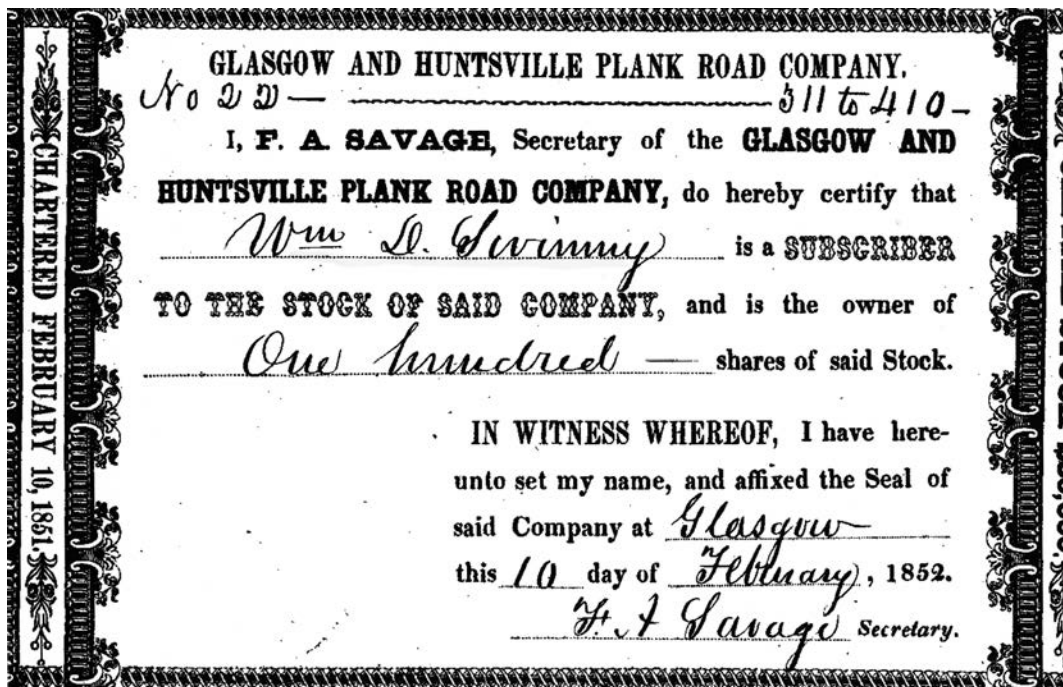 GLASGOW AND HUNTSVILLE PLANK ROAD COMPANY.
No 22 — 311 to 410 -
I, F. A. SAVAGE, Secretary of the GLASGOW AND
HUNTSVILLE PLANK ROAD COMPANY, do hereby certify that
Wm D. Swinny is a SUBSCRIBER
TO THE STOCK OF SAID COMPANY, and is the owner of
One hundred — shares of said Stock.
IN WITNESS WHEREOF, I have here-
unto set my name, and affixed the Seal of
said Company at Glasgow
this 10 day of February, 1852.
F. A Savage Secretary.
CHARTERED FEBRUARY 10, 1851.